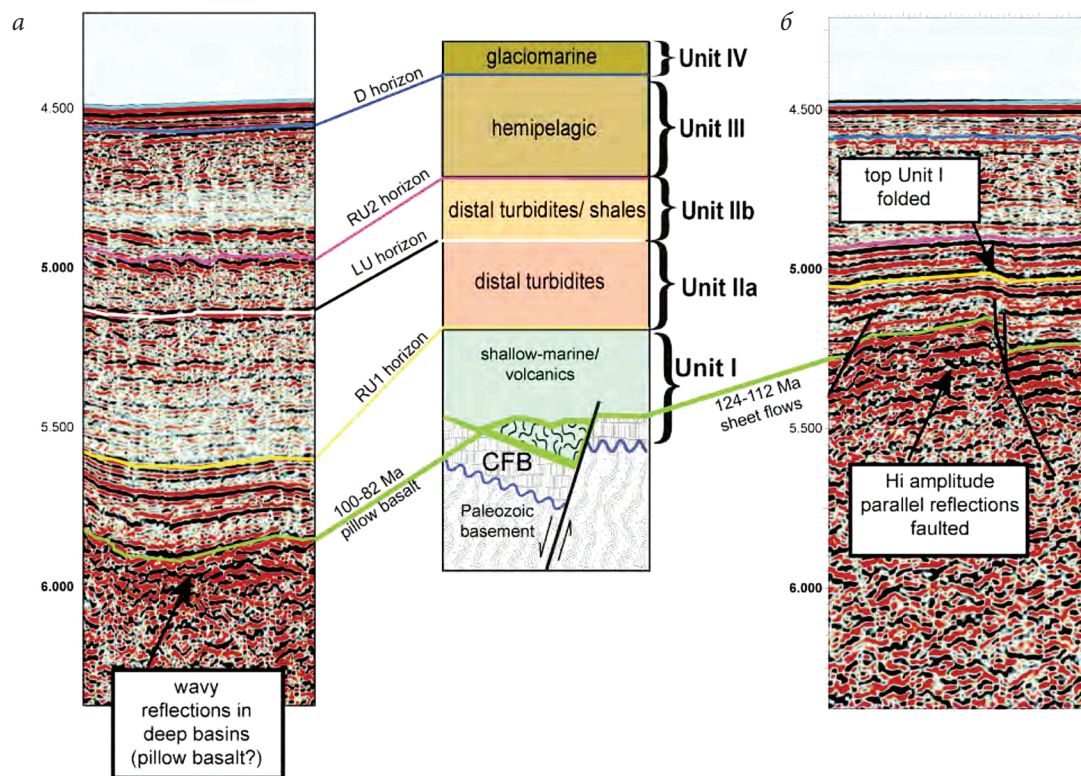 а
4.500
5.000
5.500
6.000
wavy
reflections in
deep basins
(pillow basalt?)
D horizon
RU2 horizon
LU horizon
RU1 horizon
100-82 Ma
pillow basalt
glaciomarine
hemipelagic
distal turbidites/ shales
distal turbidites
shallow-marine/
volcanics
CFB
Paleozoic
basement
Unit IV
Unit III
Unit IIb
Unit IIa
Unit I
124-112 Ma
sheet flows
б
4.500
5.000
5.500
6.000
top Unit I
folded
Hi amplitude
parallel reflections
faulted